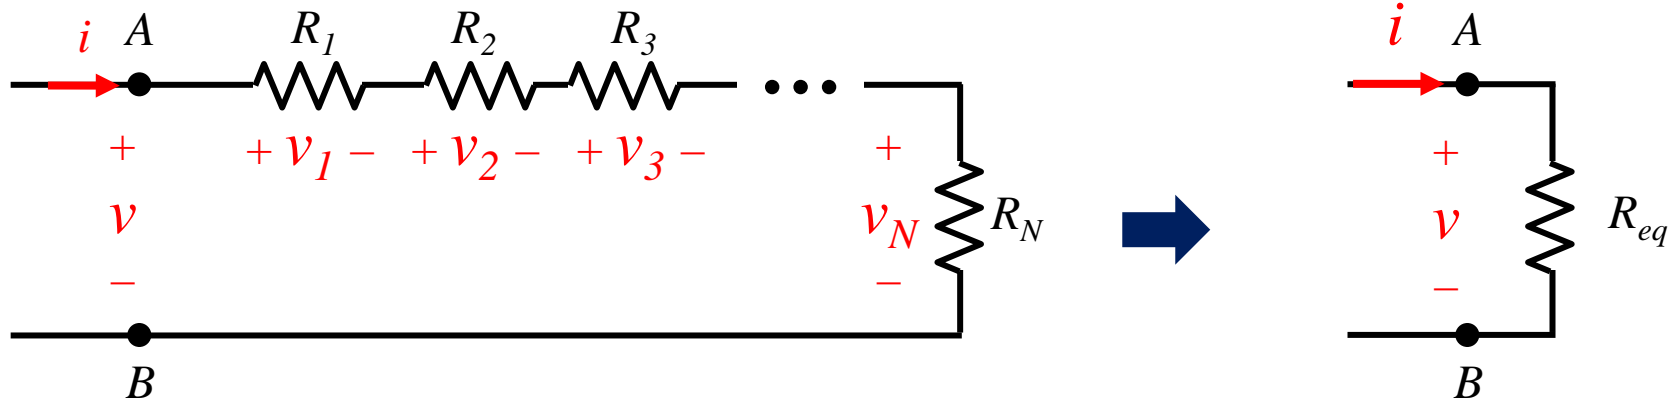 i A R1 R2 R3 i A
+ + v1 − + v2 − + v3 − + +
v vN RN v Req
− − −
B B